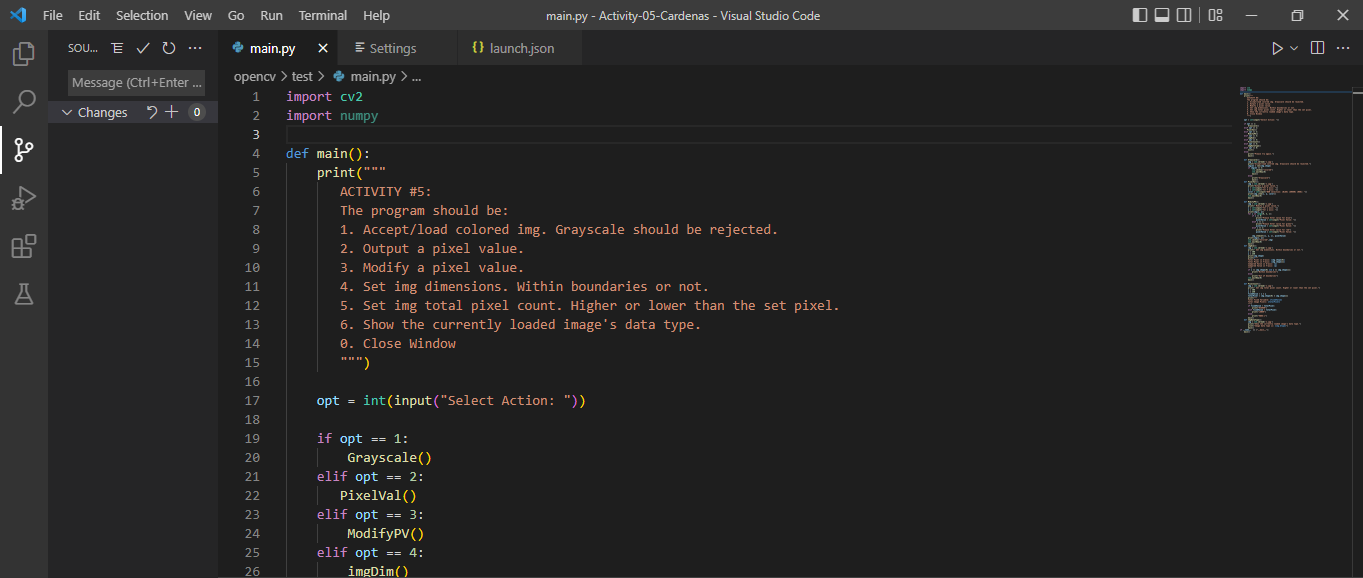 File Edit Selection View Go Run Terminal Help main.py - Activity-05-Cardenas - Visual Studio Code
SOU...
Message (Ctrl+Enter ...
Changes 0
main.py Settings launch.json
opencv > test > main.py > ...
1 import cv2
2 import numpy
3
4 def main():
5 print("""
6 ACTIVITY #5:
7 The program should be:
8 1. Accept/load colored img. Grayscale should be rejected.
9 2. Output a pixel value.
10 3. Modify a pixel value.
11 4. Set img dimensions. Within boundaries or not.
12 5. Set img total pixel count. Higher or lower than the set pixel.
13 6. Show the currently loaded image's data type.
14 0. Close Window
15 """)
16
17 opt = int(input("Select Action: "))
18
19 if opt == 1:
20 Grayscale()
21 elif opt == 2:
22 PixelVal()
23 elif opt == 3:
24 ModifyPV()
25 elif opt == 4:
26 imgDim()